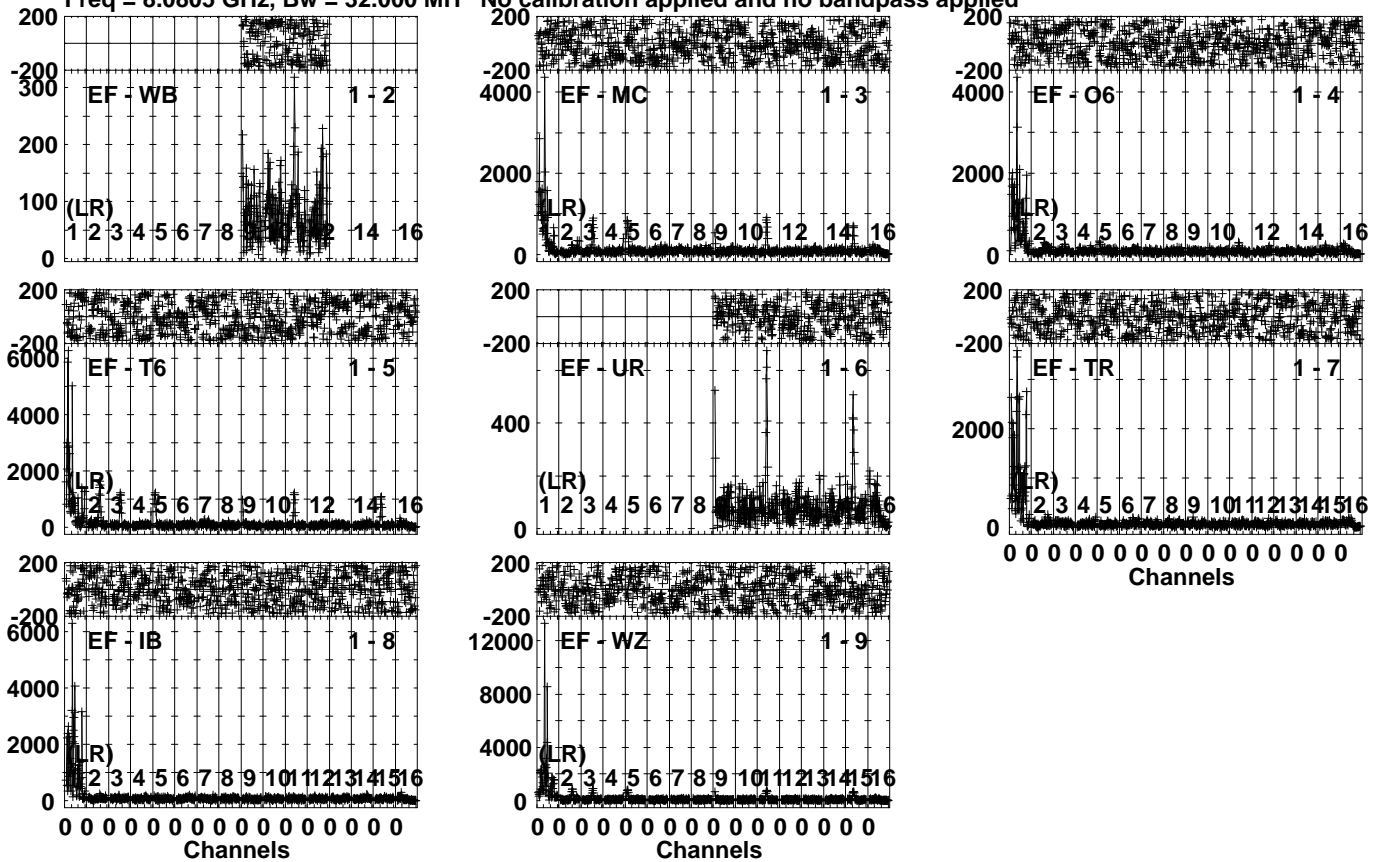 Freq = 8.0805 GHz, Bw = 32.000 MH No calibration applied and no bandpass applied
200
-200
300
200
100
0
EF - WB 1 - 2
(LR)
1 2 3 4 5 6 7 8 14 16
200
-200
4000
2000
0
EF - MC 1 - 3
(LR)
2 3 4 5 6 7 8 9 10 12 14 16
200
-200
4000
2000
0
EF - O6 1 - 4
(LR)
2 3 4 5 6 7 8 9 10 12 14 16
200
-200
6000
4000
2000
0
EF - T6 1 - 5
(LR)
2 3 4 5 6 7 8 9 10 12 14 16
200
-200
400
0
EF - UR 1 - 6
(LR)
1 2 3 4 5 6 7 8 6
200
-200
2000
0
EF - TR 1 - 7
(LR)
2 3 4 5 6 7 8 9 10 11 12 13 14 15 16
0 0 0 0 0 0 0 0 0 0 0 0 0 0 0 0
Channels
200
-200
6000
4000
2000
0
EF - IB 1 - 8
(LR)
2 3 4 5 6 7 8 9 10 11 12 13 14 15 16
0 0 0 0 0 0 0 0 0 0 0 0 0 0 0 0
Channels
200
-200
12000
8000
4000
0
EF - WZ 1 - 9
(LR)
2 3 4 5 6 7 8 9 10 11 12 13 14 15 16
0 0 0 0 0 0 0 0 0 0 0 0 0 0 0 0
Channels